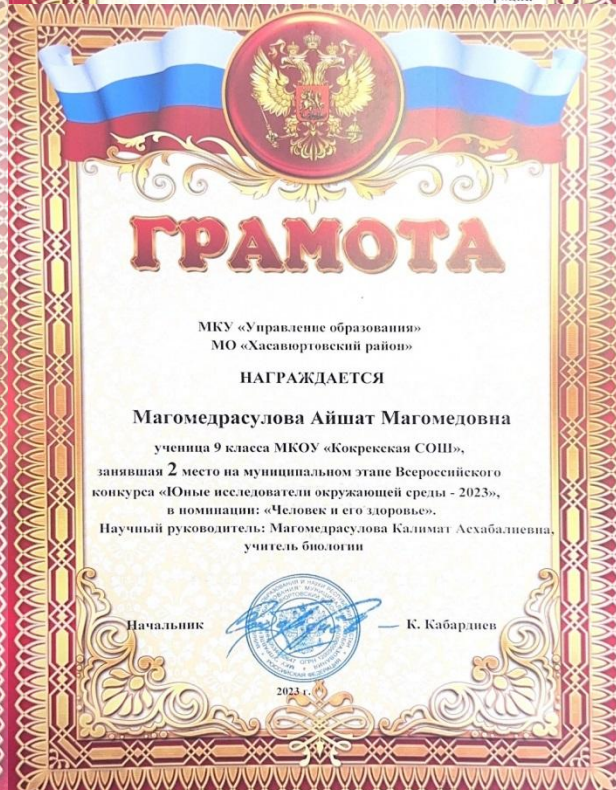 ГРАМОТА
МКУ «Управление образования»
МО «Хасавюртовский район»
НАГРАЖДАЕТСЯ
Магомедрасулова Айшат Магомедовна
ученица 9 класса МКОУ «Кокрекская СОШ»,
занявшая 2 место на муниципальном этапе Всероссийского
конкурса «Юные исследователи окружающей среды - 2023»,
в номинации: «Человек и его здоровье».
Научный руководитель: Магомедрасулова Калимат Асхабалиевна,
учитель биологии
Начальник К. Кабардиев
2023 г.